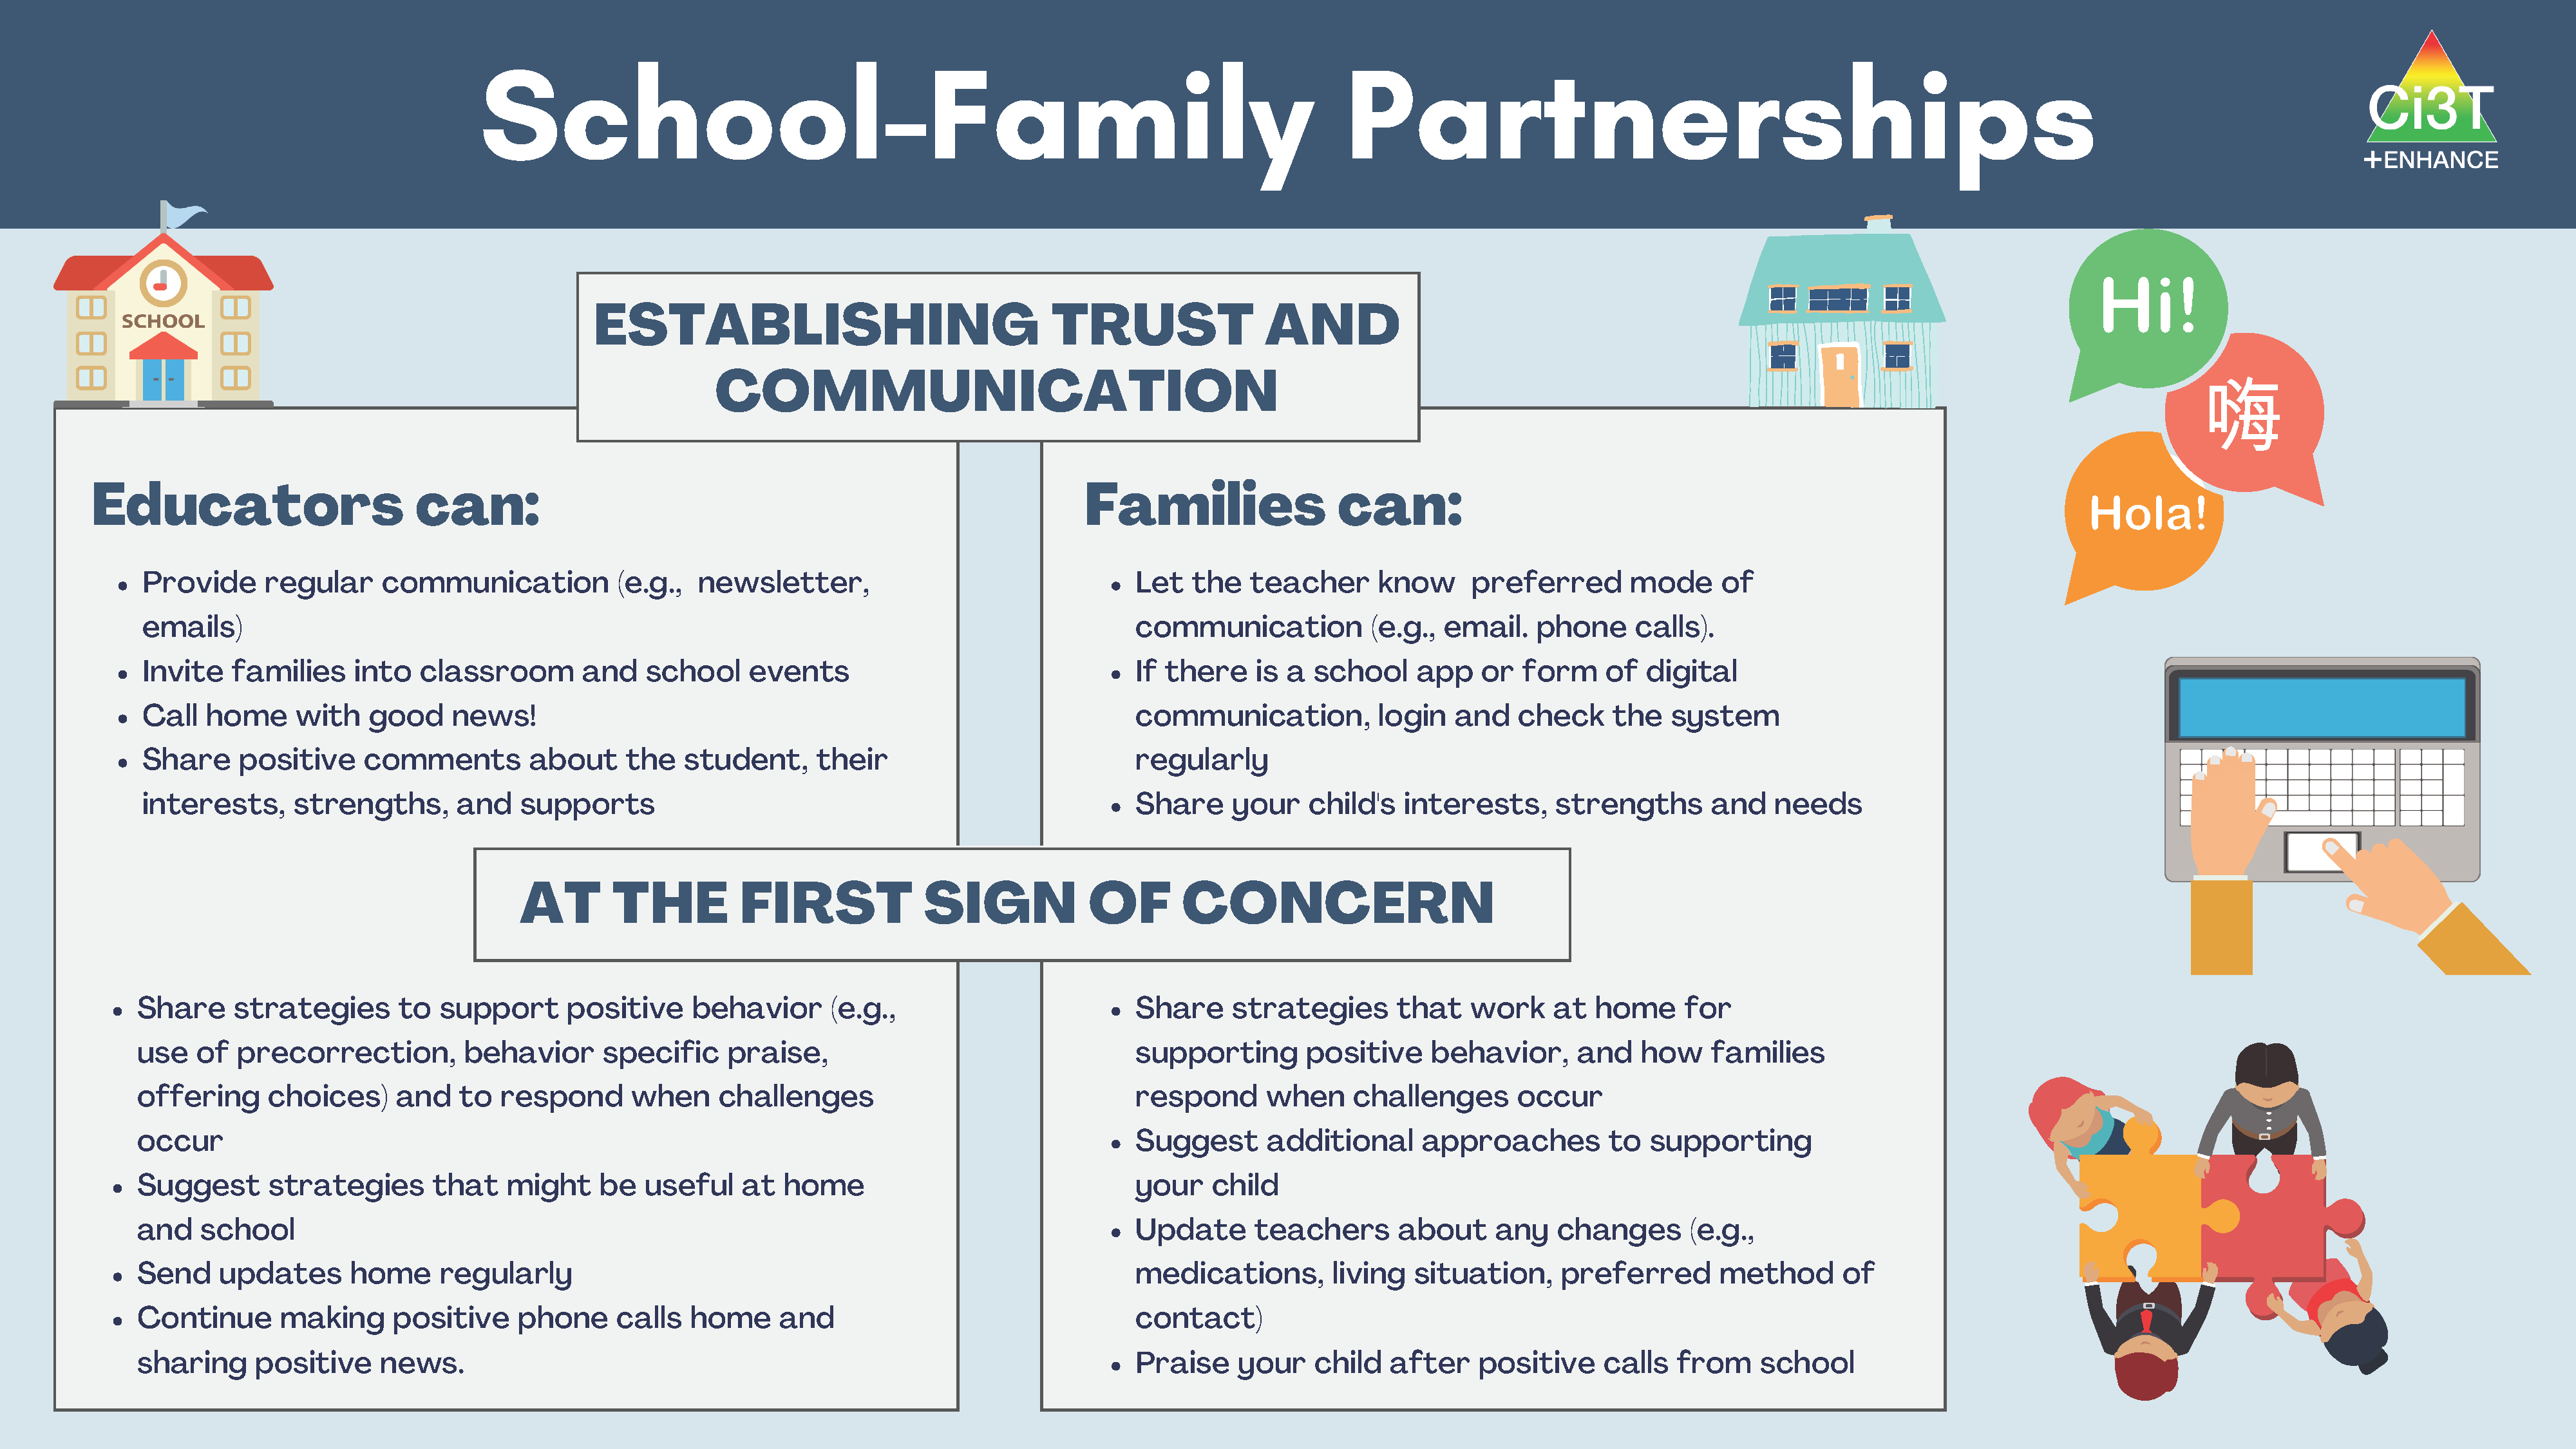 School-Family Partnerships
Ci3T
+ENHANCE
SCHOOL
ESTABLISHING TRUST AND
COMMUNICATION
Hi!
嗨
Hola!
Educators can:
• Provide regular communication (e.g., newsletter,
emails)
• Invite families into classroom and school events
• Call home with good news!
• Share positive comments about the student, their
interests, strengths, and supports
Families can:
• Let the teacher know preferred mode of
communication (e.g., email. phone calls).
• If there is a school app or form of digital
communication, login and check the system
regularly
• Share your child's interests, strengths and needs
AT THE FIRST SIGN OF CONCERN
• Share strategies to support positive behavior (e.g.,
use of precorrection, behavior specific praise,
offering choices) and to respond when challenges
occur
• Suggest strategies that might be useful at home
and school
• Send updates home regularly
• Continue making positive phone calls home and
sharing positive news.
• Share strategies that work at home for
supporting positive behavior, and how families
respond when challenges occur
• Suggest additional approaches to supporting
your child
• Update teachers about any changes (e.g.,
medications, living situation, preferred method of
contact)
• Praise your child after positive calls from school